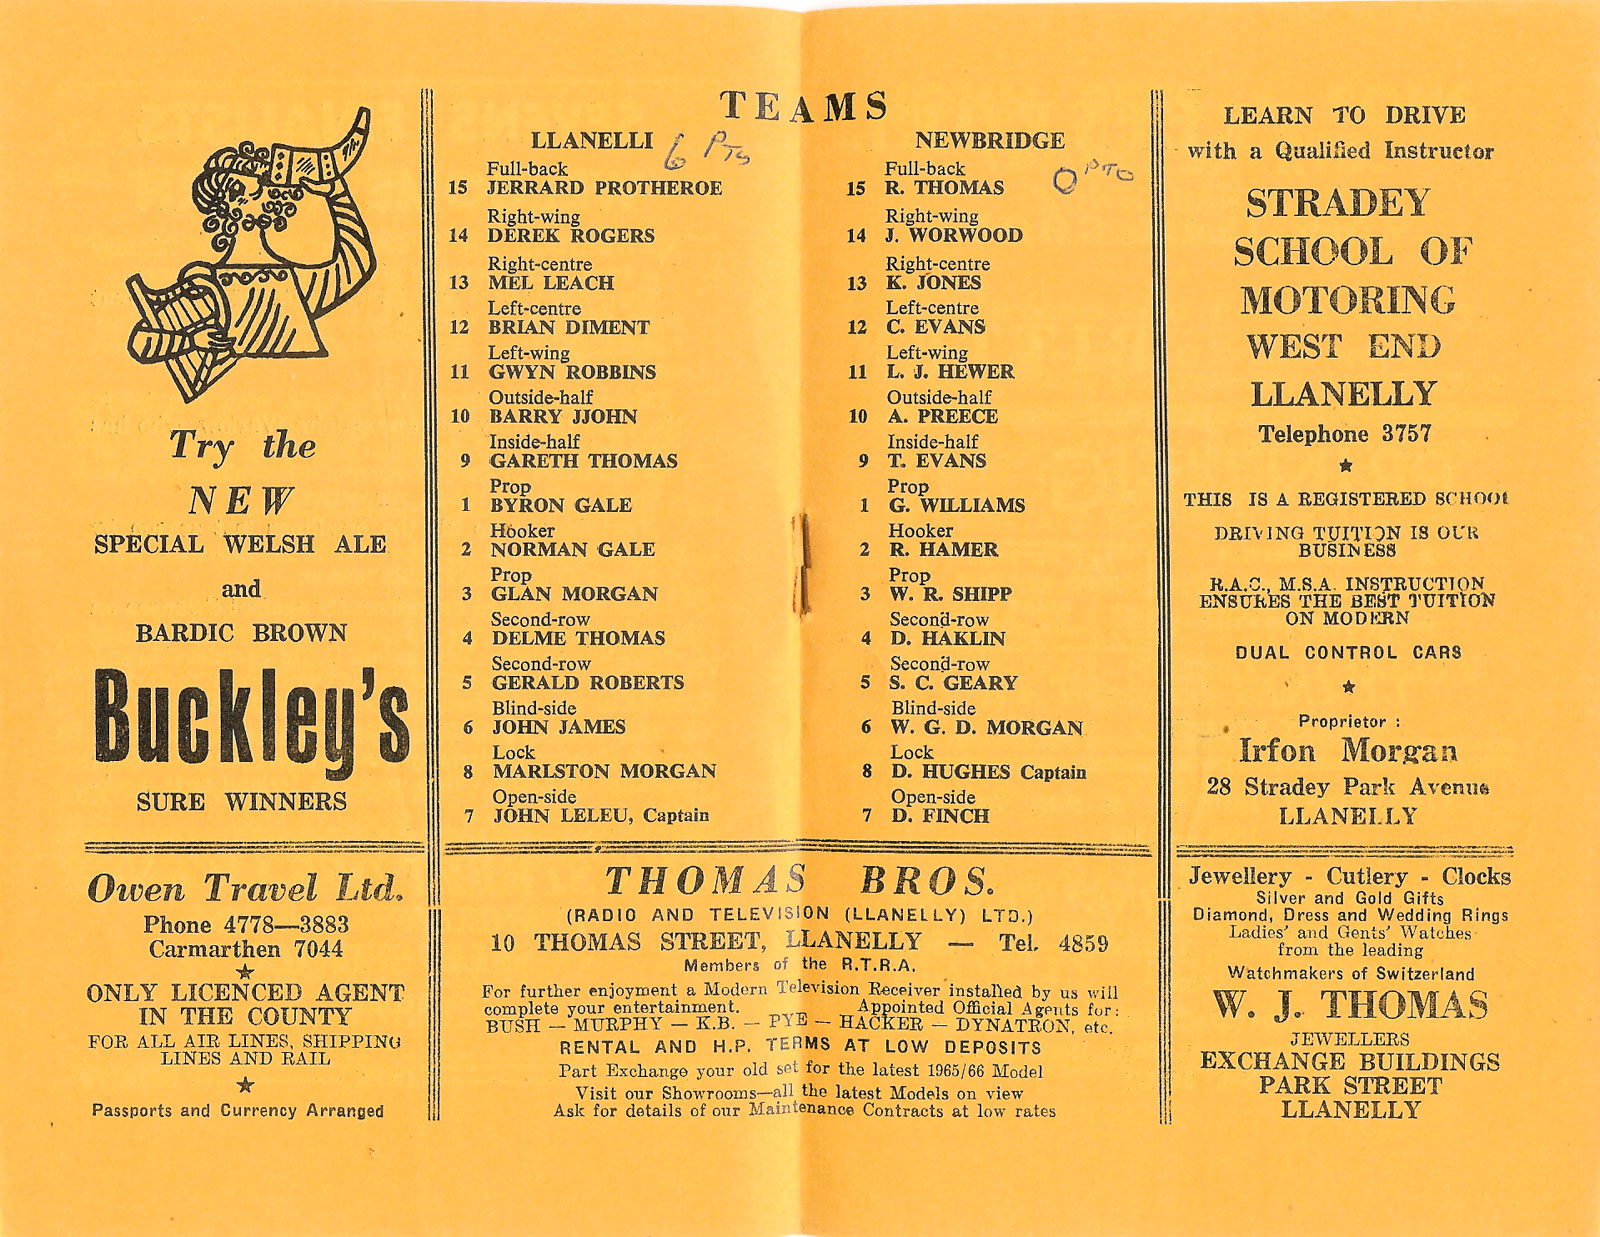 Try the
NEW
SPECIAL WELSH ALE
and
BARDIC BROWN
Buckley's
SURE WINNERS
Owen Travel Ltd.
Phone 4778—3883
Carmarthen 7044
★
ONLY LICENCED AGENT
IN THE COUNTY
FOR ALL AIR LINES, SHIPPING
LINES AND RAIL
★
Passports and Currency Arranged
TEAMS
LLANELLI 6 PTS
Full-back
15 JERRARD PROTHEROE
Right-wing
14 DEREK ROGERS
Right-centre
13 MEL LEACH
Left-centre
12 BRIAN DIMENT
Left-wing
11 GWYN ROBBINS
Outside-half
10 BARRY JJOHN
Inside-half
9 GARETH THOMAS
Prop
1 BYRON GALE
Hooker
2 NORMAN GALE
Prop
3 GLAN MORGAN
Second-row
4 DELME THOMAS
Second-row
5 GERALD ROBERTS
Blind-side
6 JOHN JAMES
Lock
8 MARLSTON MORGAN
Open-side
7 JOHN LELEU, Captain
NEWBRIDGE
Full-back
15 R. THOMAS 0 PTO
Right-wing
14 J. WORWOOD
Right-centre
13 K. JONES
Left-centre
12 C. EVANS
Left-wing
11 L. J. HEWER
Outside-half
10 A. PREECE
Inside-half
9 T. EVANS
Prop
1 G. WILLIAMS
Hooker
2 R. HAMER
Prop
3 W. R. SHIPP
Second-row
4 D. HAKLIN
Second-row
5 S. C. GEARY
Blind-side
6 W. G. D. MORGAN
Lock
8 D. HUGHES Captain
Open-side
7 D. FINCH
THOMAS BROS.
(RADIO AND TELEVISION (LLANELLY) LTD.)
10 THOMAS STREET, LLANELLY — Tel. 4859
Members of the R.T.R.A.
For further enjoyment a Modern Television Receiver installed by us will
complete your entertainment. Appointed Official Agents for:
BUSH — MURPHY — K.B. — PYE — HACKER — DYNATRON, etc.
RENTAL AND H.P. TERMS AT LOW DEPOSITS
Part Exchange your old set for the latest 1965/66 Model
Visit our Showrooms—all the latest Models on view
Ask for details of our Maintenance Contracts at low rates
LEARN TO DRIVE
with a Qualified Instructor
STRADEY
SCHOOL OF
MOTORING
WEST END
LLANELLY
Telephone 3757
★
THIS IS A REGISTERED SCHOOL
DRIVING TUITION IS OUR
BUSINESS
R.A.C., M.S.A. INSTRUCTION
ENSURES THE BEST TUITION
ON MODERN
DUAL CONTROL CARS
★
Proprietor :
Irfon Morgan
28 Stradey Park Avenue
LLANELLY
Jewellery - Cutlery - Clocks
Silver and Gold Gifts
Diamond, Dress and Wedding Rings
Ladies' and Gents' Watches
from the leading
Watchmakers of Switzerland
W. J. THOMAS
JEWELLERS
EXCHANGE BUILDINGS
PARK STREET
LLANELLY